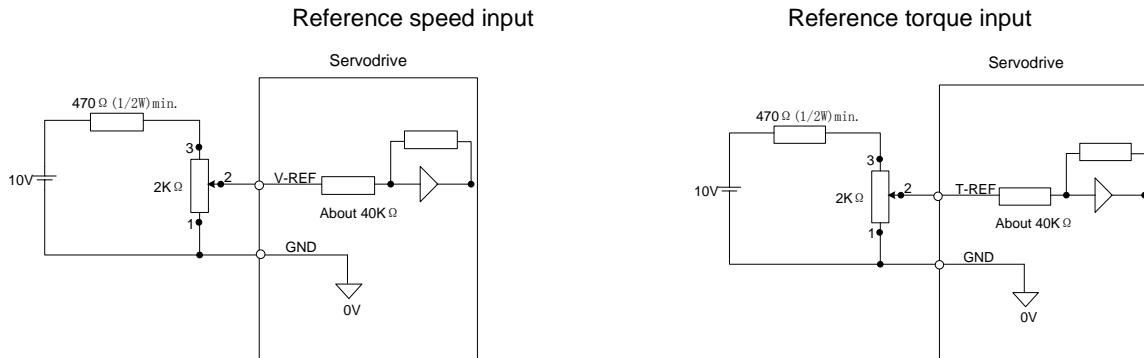 Reference speed input
Servodrive
470Ω(1/2W)min.
3
10V
2
V-REF
2KΩ
About 40KΩ
1
GND
0V
Reference torque input
Servodrive
470Ω(1/2W)min.
3
10V
2
T-REF
2KΩ
About 40KΩ
1
GND
0V